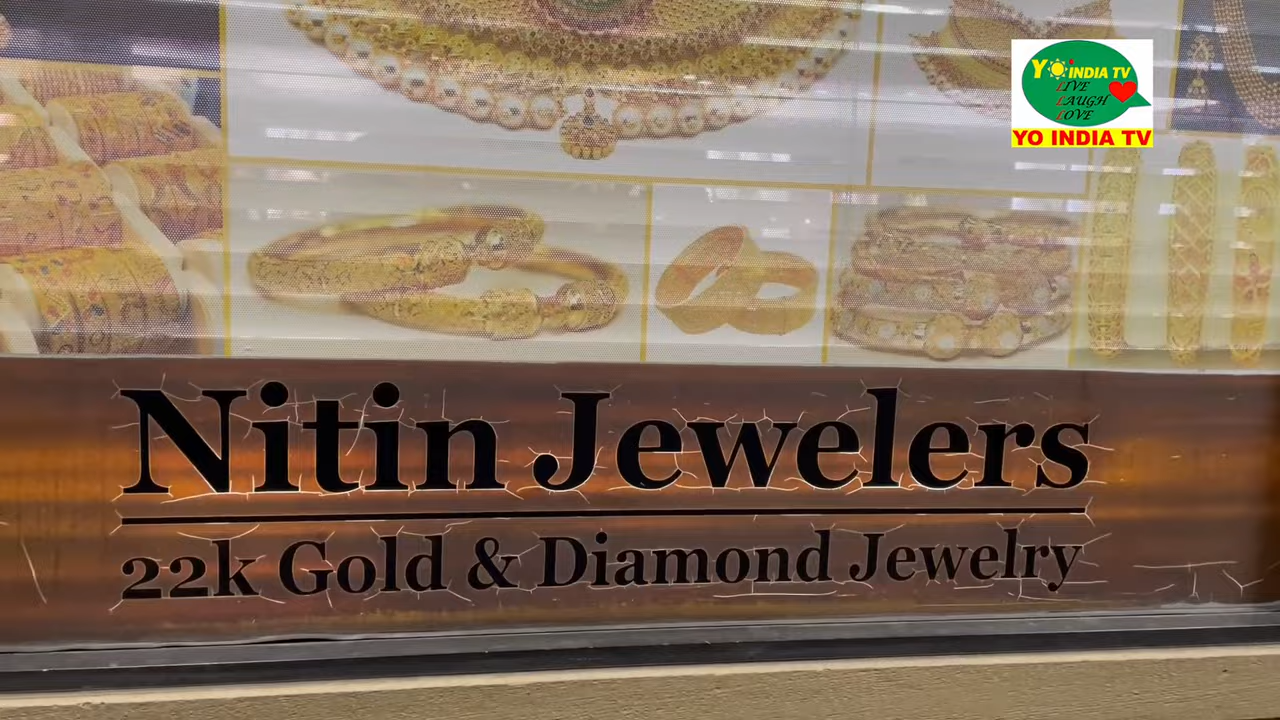 YO INDIA TV
LIVE
LAUGH
LOVE
YO INDIA TV
Nitin Jewelers
22k Gold & Diamond Jewelry